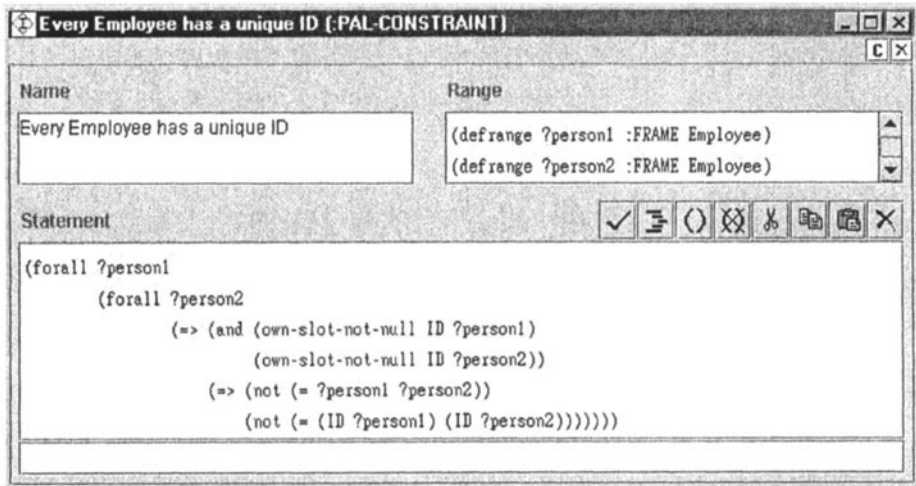 Every Employee has a unique ID (:PAL-CONSTRAINT)
C
Name
Range
Every Employee has a unique ID
(defrange ?person1 :FRAME Employee)
(defrange ?person2 :FRAME Employee)
Statement
(forall ?person1
(forall ?person2
(=> (and (own-slot-not-null ID ?person1)
(own-slot-not-null ID ?person2))
(=> (not (= ?person1 ?person2))
(not (= (ID ?person1) (ID ?person2)))))))